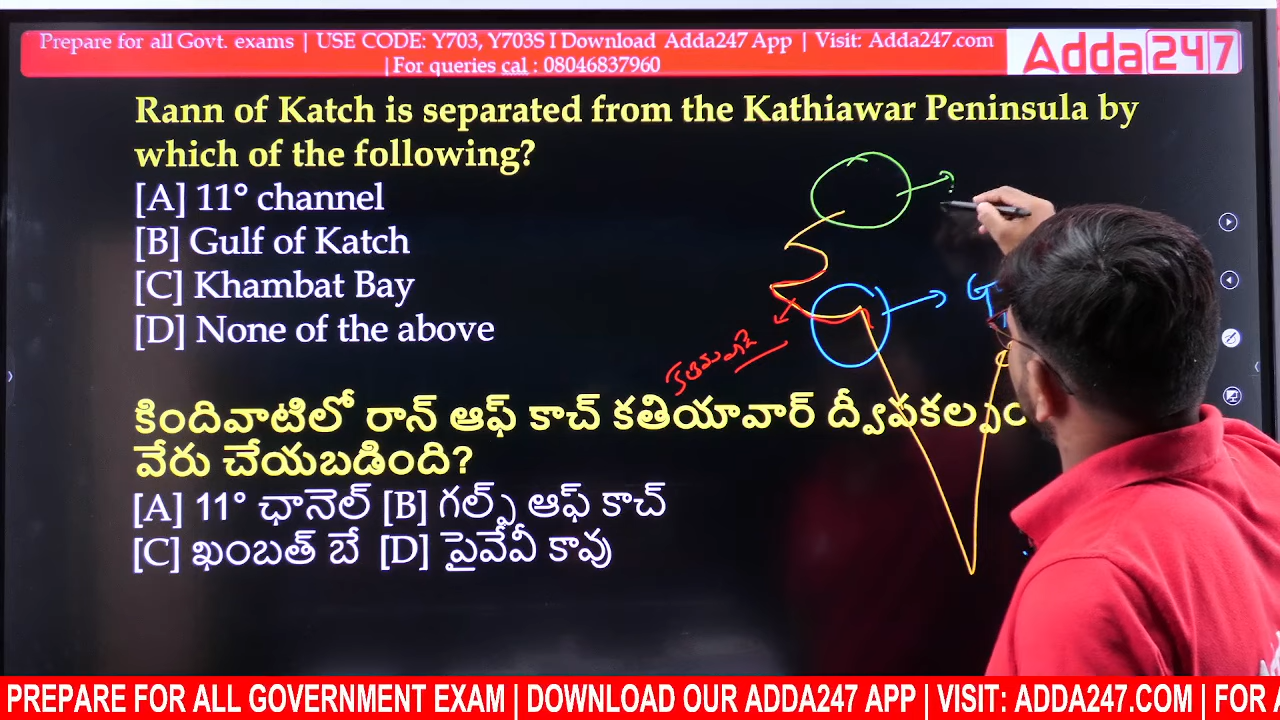 Prepare for all Govt. exams | USE CODE: Y703, Y703S I Download Adda247 App | Visit: Adda247.com
|For queries cal : 08046837960
Adda247
Rann of Katch is separated from the Kathiawar Peninsula by
which of the following?
[A] 11° channel
[B] Gulf of Katch
[C] Khambat Bay
[D] None of the above
కిందివాటిలో రాన్ ఆఫ్ కాచ్ కతియావార్ ద్వీపకల్పం
వేరు చేయబడింది?
[A] 11° ఛానెల్ [B] గల్ఫ్ ఆఫ్ కాచ్
[C] ఖంబత్ బే [D] పైవేవీ కావు
PREPARE FOR ALL GOVERNMENT EXAM | DOWNLOAD OUR ADDA247 APP | VISIT: ADDA247.COM | FOR A